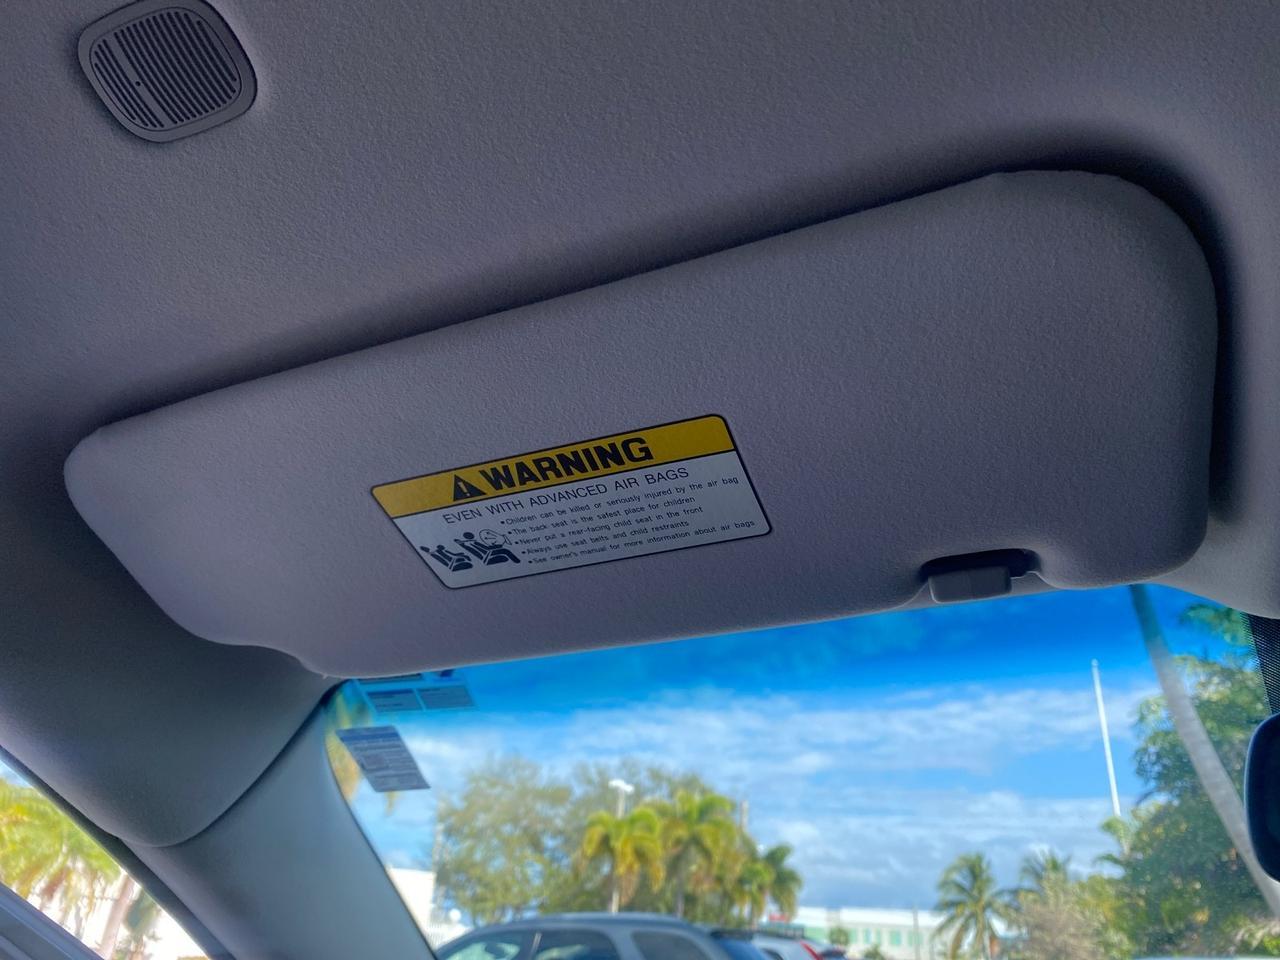 WARNING
EVEN WITH ADVANCED AIR BAGS
•Children can be killed or seriously injured by the air bag
•The back seat is the safest place for children
•Never put a rear-facing child seat in the front
•Always use seat belts and child restraints
•See owner's manual for more information about air bags